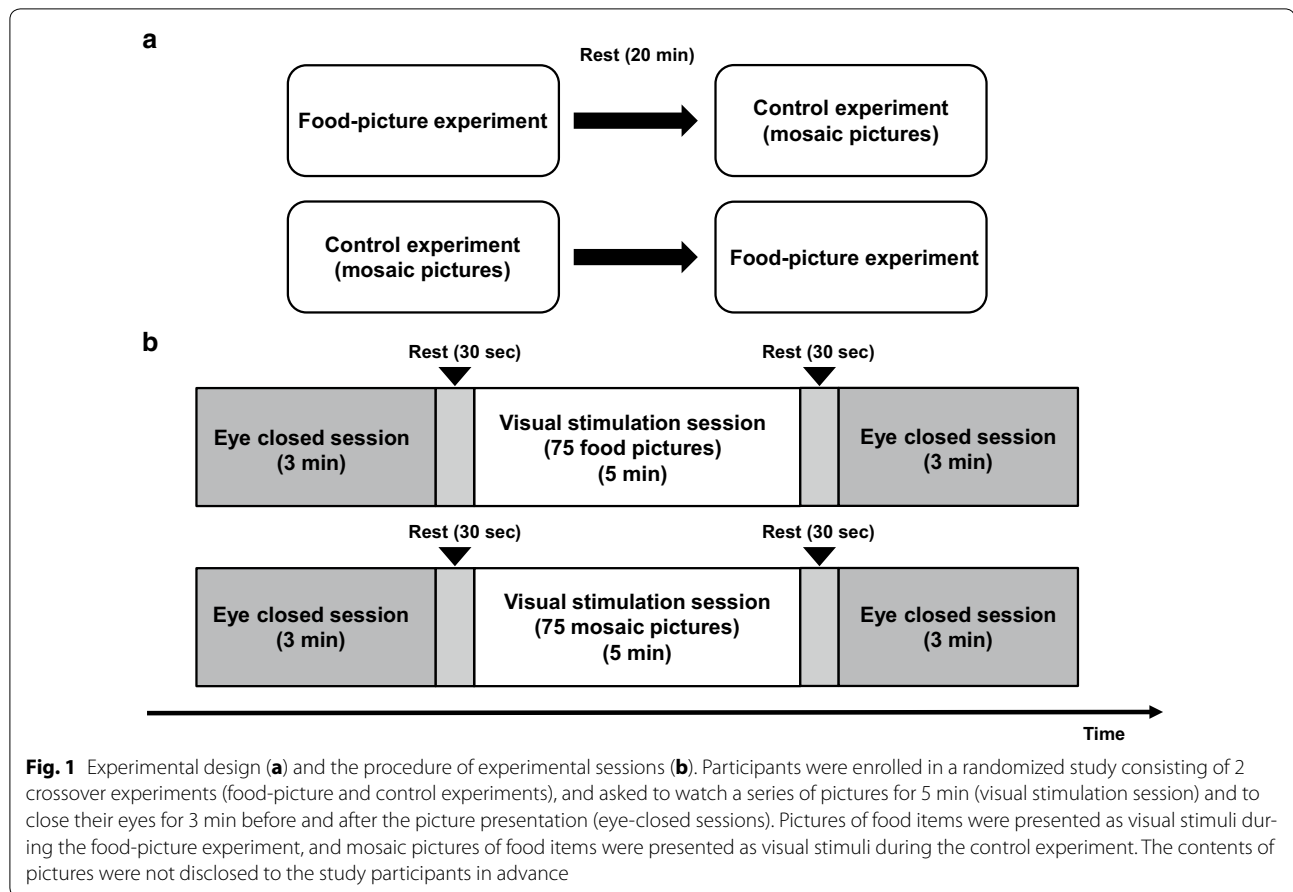 a
Rest (20 min)
Food-picture experiment
Control experiment
(mosaic pictures)
Control experiment
(mosaic pictures)
Food-picture experiment
b
Rest (30 sec)
Rest (30 sec)
Eye closed session
(3 min)
Visual stimulation session
(75 food pictures)
(5 min)
Eye closed session
(3 min)
Rest (30 sec)
Rest (30 sec)
Eye closed session
(3 min)
Visual stimulation session
(75 mosaic pictures)
(5 min)
Eye closed session
(3 min)
Time
Fig. 1 Experimental design (a) and the procedure of experimental sessions (b). Participants were enrolled in a randomized study consisting of 2
crossover experiments (food-picture and control experiments), and asked to watch a series of pictures for 5 min (visual stimulation session) and to
close their eyes for 3 min before and after the picture presentation (eye-closed sessions). Pictures of food items were presented as visual stimuli dur-
ing the food-picture experiment, and mosaic pictures of food items were presented as visual stimuli during the control experiment. The contents of
pictures were not disclosed to the study participants in advance